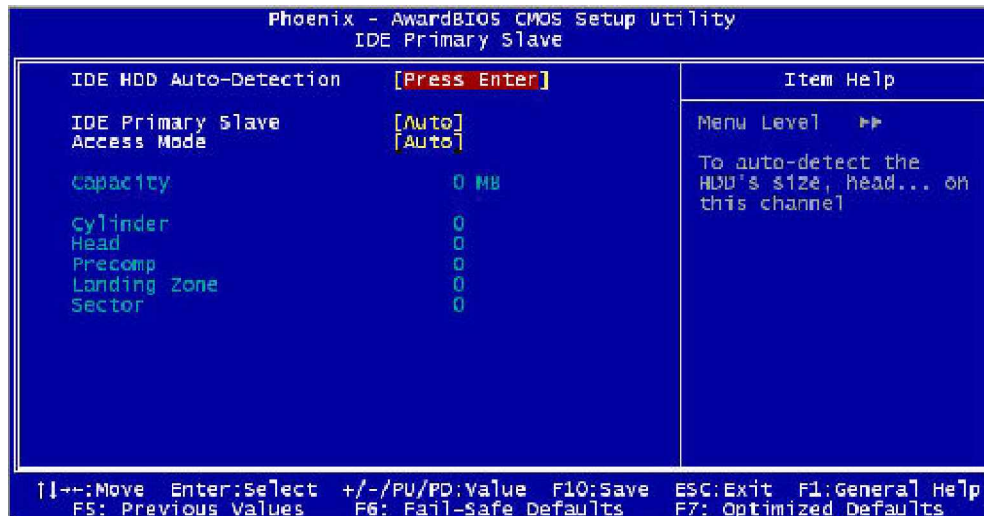 Phoenix - AwardBIOS CMOS Setup Utility
IDE Primary Slave
IDE HDD Auto-Detection [Press Enter]
Item Help
IDE Primary Slave [Auto]
Access Mode [Auto]
Menu Level ►►
To auto-detect the
HDD's size, head... on
this channel
Capacity 0 MB
Cylinder 0
Head 0
Precomp 0
Landing Zone 0
Sector 0
↑↓→←:Move Enter:Select +/-/PU/PD:Value F10:Save ESC:Exit F1:General Help
F5: Previous Values F6: Fail-Safe Defaults F7: Optimized Defaults